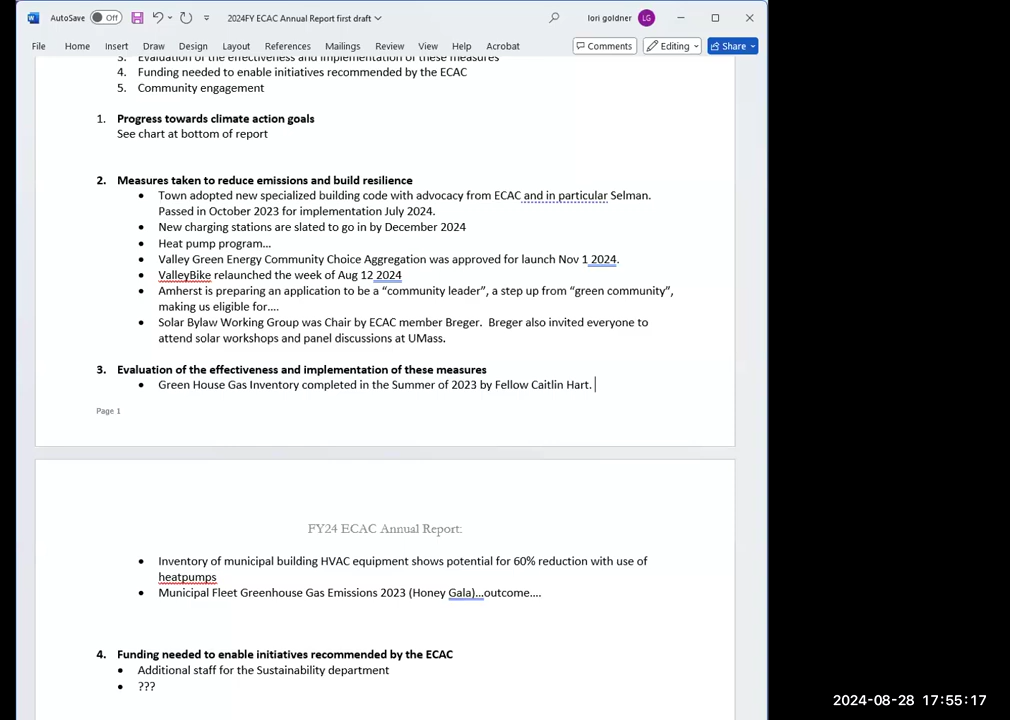 AutoSave Off 2024FY ECAC Annual Report first draft lori goldner LG
File Home Insert Draw Design Layout References Mailings Review View Help Acrobat Comments Editing Share
3. Evaluation of the effectiveness and implementation of these measures
4. Funding needed to enable initiatives recommended by the ECAC
5. Community engagement
1. Progress towards climate action goals
See chart at bottom of report
2. Measures taken to reduce emissions and build resilience
• Town adopted new specialized building code with advocacy from ECAC and in particular Selman.
Passed in October 2023 for implementation July 2024.
• New charging stations are slated to go in by December 2024
• Heat pump program…
• Valley Green Energy Community Choice Aggregation was approved for launch Nov 1 2024.
• ValleyBike relaunched the week of Aug 12 2024
• Amherst is preparing an application to be a “community leader”, a step up from “green community”,
making us eligible for….
• Solar Bylaw Working Group was Chair by ECAC member Breger. Breger also invited everyone to
attend solar workshops and panel discussions at UMass.
3. Evaluation of the effectiveness and implementation of these measures
• Green House Gas Inventory completed in the Summer of 2023 by Fellow Caitlin Hart.
Page 1
FY24 ECAC Annual Report:
• Inventory of municipal building HVAC equipment shows potential for 60% reduction with use of
heatpumps
• Municipal Fleet Greenhouse Gas Emissions 2023 (Honey Gala)…outcome….
4. Funding needed to enable initiatives recommended by the ECAC
• Additional staff for the Sustainability department
• ???
2024-08-28 17:55:17